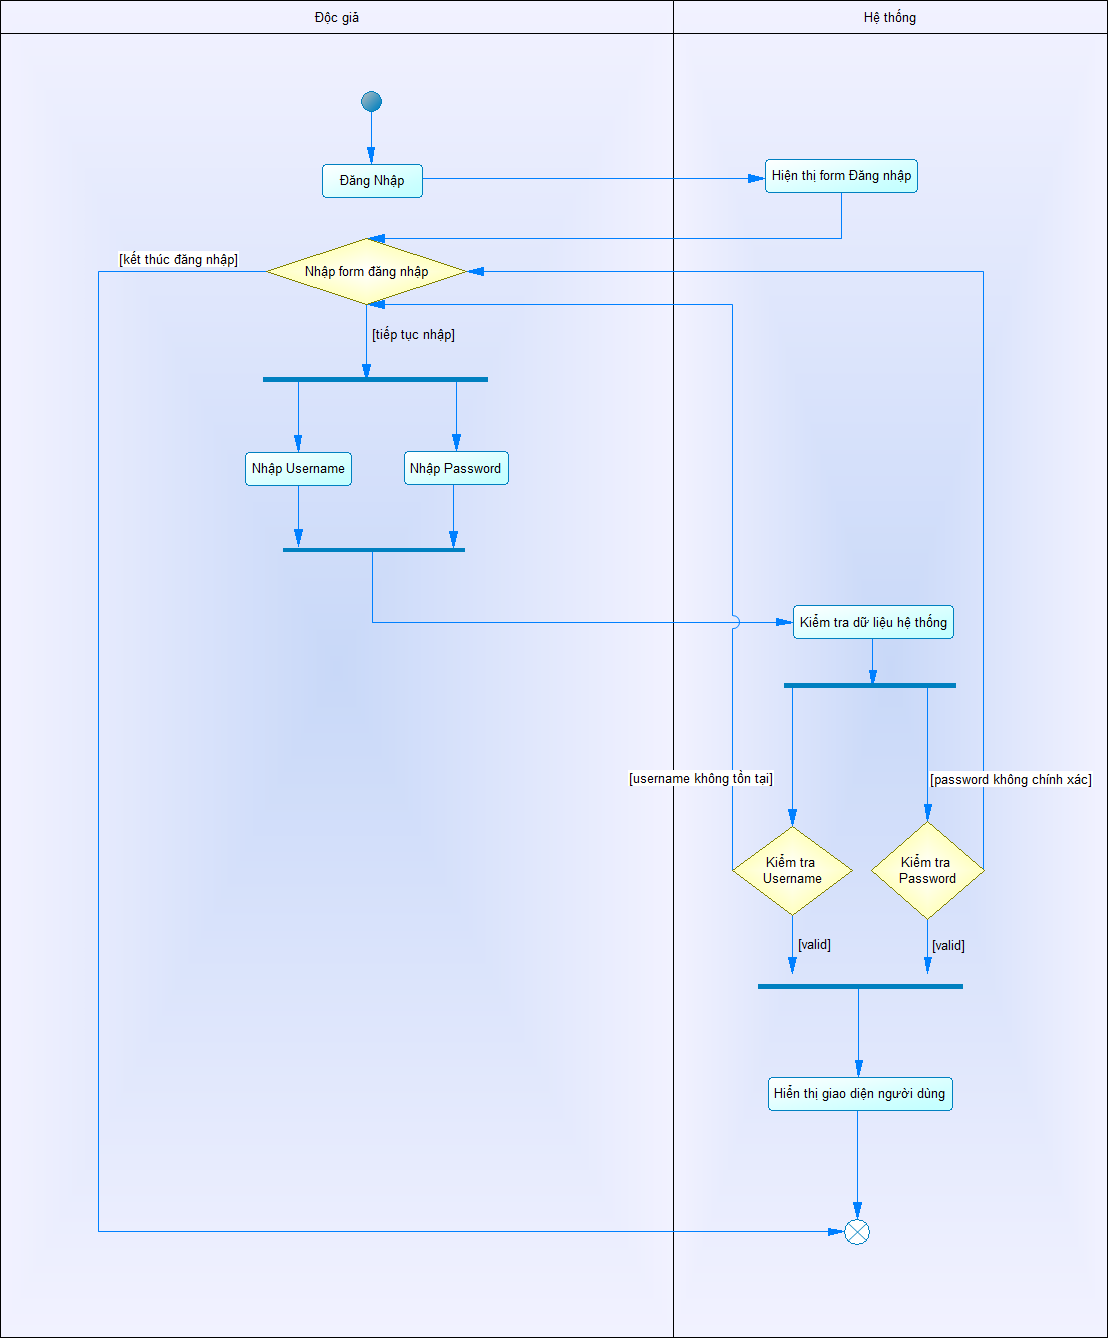 Độc giả
Hệ thống
Đăng Nhập
Hiện thị form Đăng nhập
[kết thúc đăng nhập]
Nhập form đăng nhập
[tiếp tục nhập]
Nhập Username
Nhập Password
Kiểm tra dữ liệu hệ thống
[username không tồn tại]
[password không chính xác]
Kiểm tra
Username
Kiểm tra
Password
[valid]
[valid]
Hiển thị giao diện người dùng